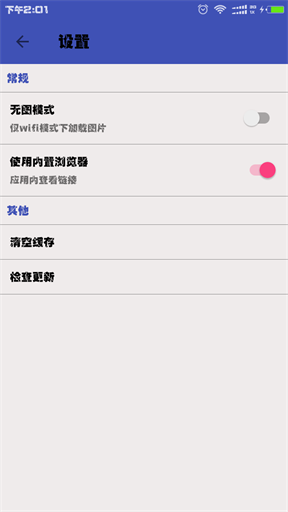 下午2:01
设置
常规
无图模式
仅wifi模式下加载图片
使用内置浏览器
应用内查看链接
其他
清空缓存
检查更新